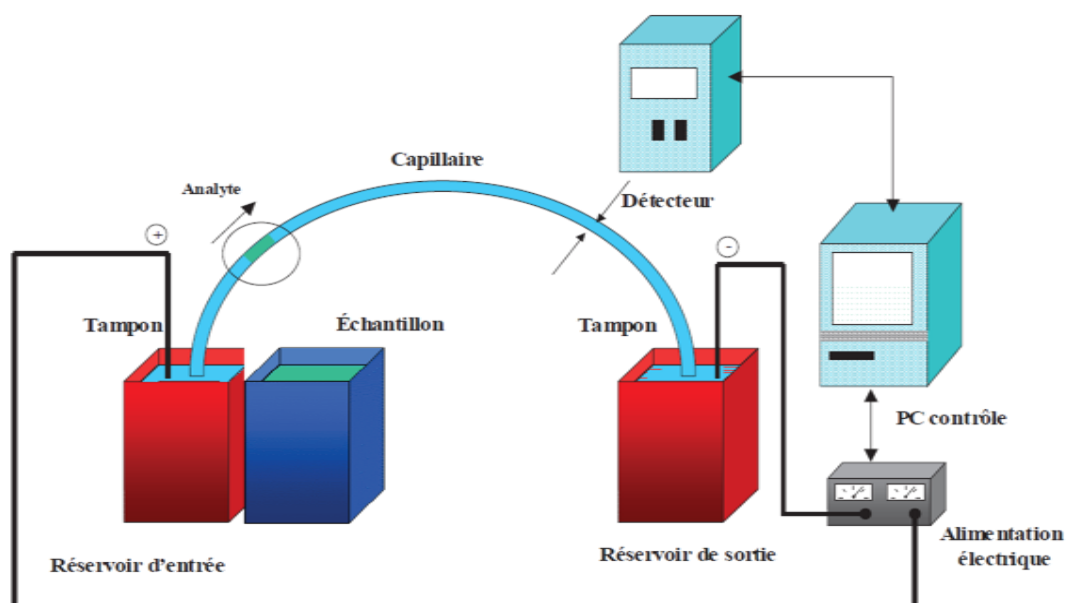 Capillaire
Analyte
Détecteur
+
-
Tampon
Échantillon
Tampon
PC contrôle
Réservoir d’entrée
Réservoir de sortie
Alimentation
électrique